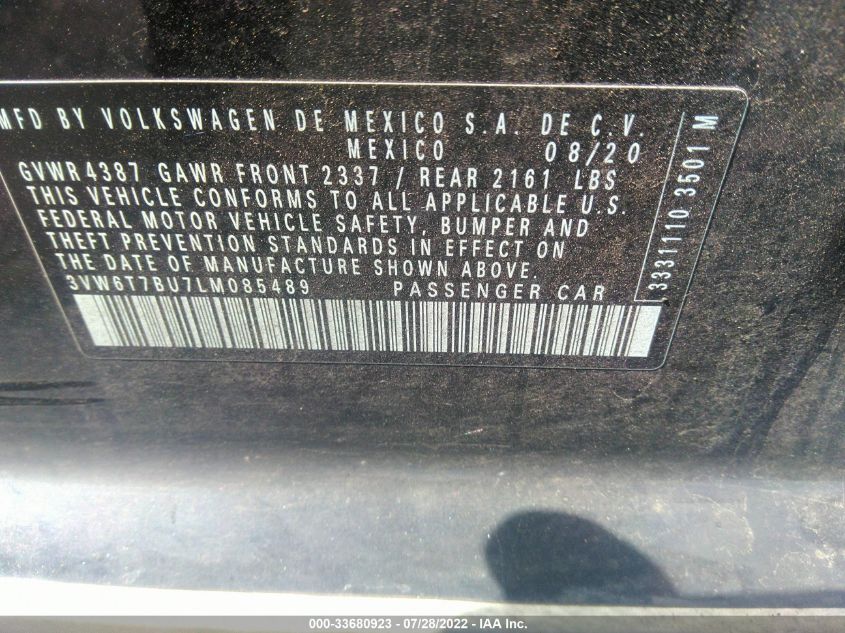 MFD BY VOLKSWAGEN DE MEXICO S.A. DE C.V.
MEXICO 08/20
GVWR 4387 GAWR FRONT 2337 / REAR 2161 LBS
THIS VEHICLE CONFORMS TO ALL APPLICABLE U.S.
FEDERAL MOTOR VEHICLE SAFETY, BUMPER AND
THEFT PREVENTION STANDARDS IN EFFECT ON
THE DATE OF MANUFACTURE SHOWN ABOVE.
3VW6T7BU7LM085489 PASSENGER CAR
3331110 3501 M
000-33680923 - 07/28/2022 - IAA Inc.